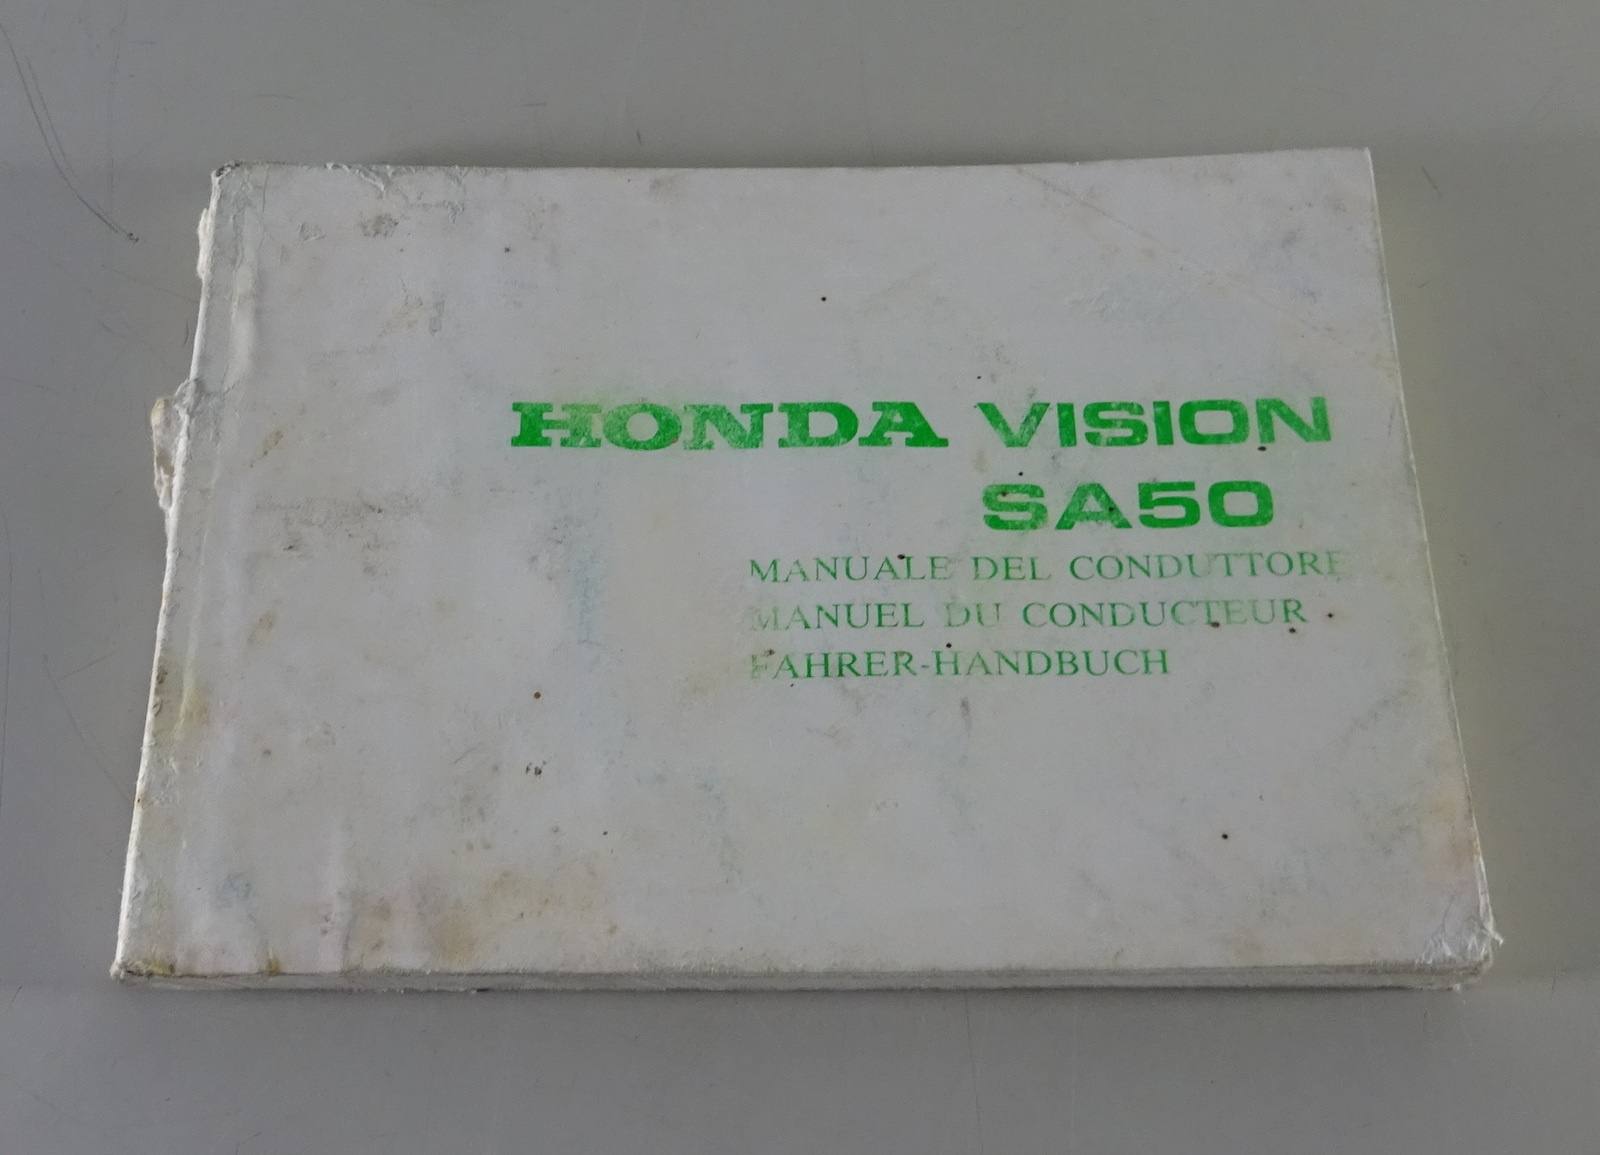 HONDA VISION
SA50
MANUALE DEL CONDUTTORE
MANUEL DU CONDUCTEUR
FAHRER-HANDBUCH